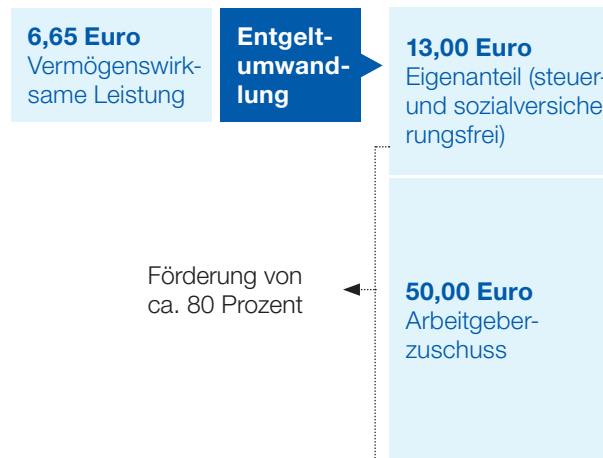 6,65 Euro
Vermögenswirk-
same Leistung
Entgelt-
umwand-
lung
13,00 Euro
Eigenanteil (steuer-
und sozialversiche
rungsfrei)
Förderung von
ca. 80 Prozent
50,00 Euro
Arbeitgeber-
zuschuss